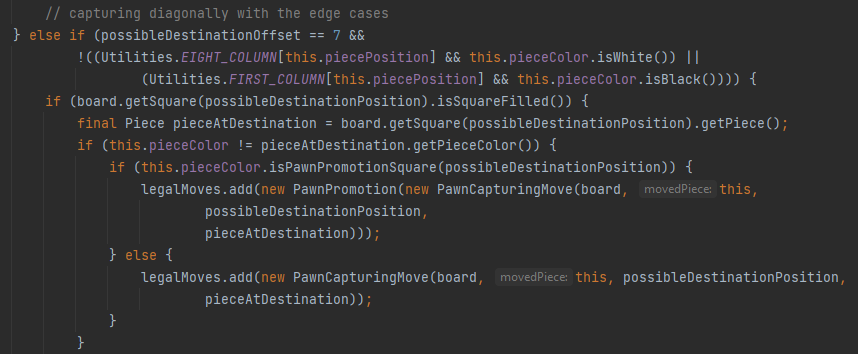 // capturing diagonally with the edge cases
} else if (possibleDestinationOffset == 7 &&
!((Utilities.EIGHT_COLUMN[this.piecePosition] && this.pieceColor.isWhite()) ||
(Utilities.FIRST_COLUMN[this.piecePosition] && this.pieceColor.isBlack()))) {
if (board.getSquare(possibleDestinationPosition).isSquareFilled()) {
final Piece pieceAtDestination = board.getSquare(possibleDestinationPosition).getPiece();
if (this.pieceColor != pieceAtDestination.getPieceColor()) {
if (this.pieceColor.isPawnPromotionSquare(possibleDestinationPosition)) {
legalMoves.add(new PawnPromotion(new PawnCapturingMove(board, movedPiece: this,
possibleDestinationPosition,
pieceAtDestination)));
} else {
legalMoves.add(new PawnCapturingMove(board, movedPiece: this, possibleDestinationPosition,
pieceAtDestination));
}
}